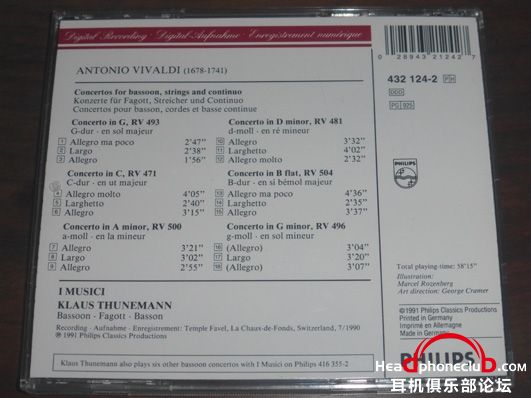 Digital Recording · Digital-Aufnahme · Enregistrement numérique
ANTONIO VIVALDI (1678-1741)
Concertos for bassoon, strings and continuo
Konzerte für Fagott, Streicher und Continuo
Concertos pour basson, cordes et basse continue
Concerto in G, RV 493
G-dur · en sol majeur
1 Allegro ma poco 2'47"
2 Largo 2'38"
3 Allegro 1'56"
Concerto in C, RV 471
C-dur · en ut majeur
4 Allegro molto 4'05"
5 Larghetto 2'40"
6 Allegro 3'15"
Concerto in A minor, RV 500
a-moll · en la mineur
7 Allegro 3'21"
8 Largo 3'02"
9 Allegro 2'55"
Concerto in D minor, RV 481
d-moll · en ré mineur
10 Allegro 3'32"
11 Larghetto 4'02"
12 Allegro molto 2'32"
Concerto in B flat, RV 504
B-dur · en si bémol majeur
13 Allegro ma poco 4'36"
14 Larghetto 2'35"
15 Allegro 3'37"
Concerto in G minor, RV 496
g-moll · en sol mineur
16 (Allegro) 3'04"
17 Largo 3'20"
18 (Allegro) 3'07"
I MUSICI
KLAUS THUNEMANN
Bassoon · Fagott · Basson
Recording · Aufnahme · Enregistrement: Temple Favel, La Chaux-de-Fonds, Switzerland, 7/1990
℗ 1991 Philips Classics Productions
Klaus Thunemann also plays six other bassoon concertos with I Musici on Philips 416 355-2
0 28943 21242 7
432 124-2 PH
DDD
PG 025
PHILIPS
Total playing-time: 58'15"
Illustration:
Marcel Rozenberg
Art direction: George Cramer
©1991 Philips Classics Productions
Printed in Germany
Imprimé en Allemagne
Made in Germany
PHILIPS
HeadphoneclUB.com
耳机俱乐部论坛